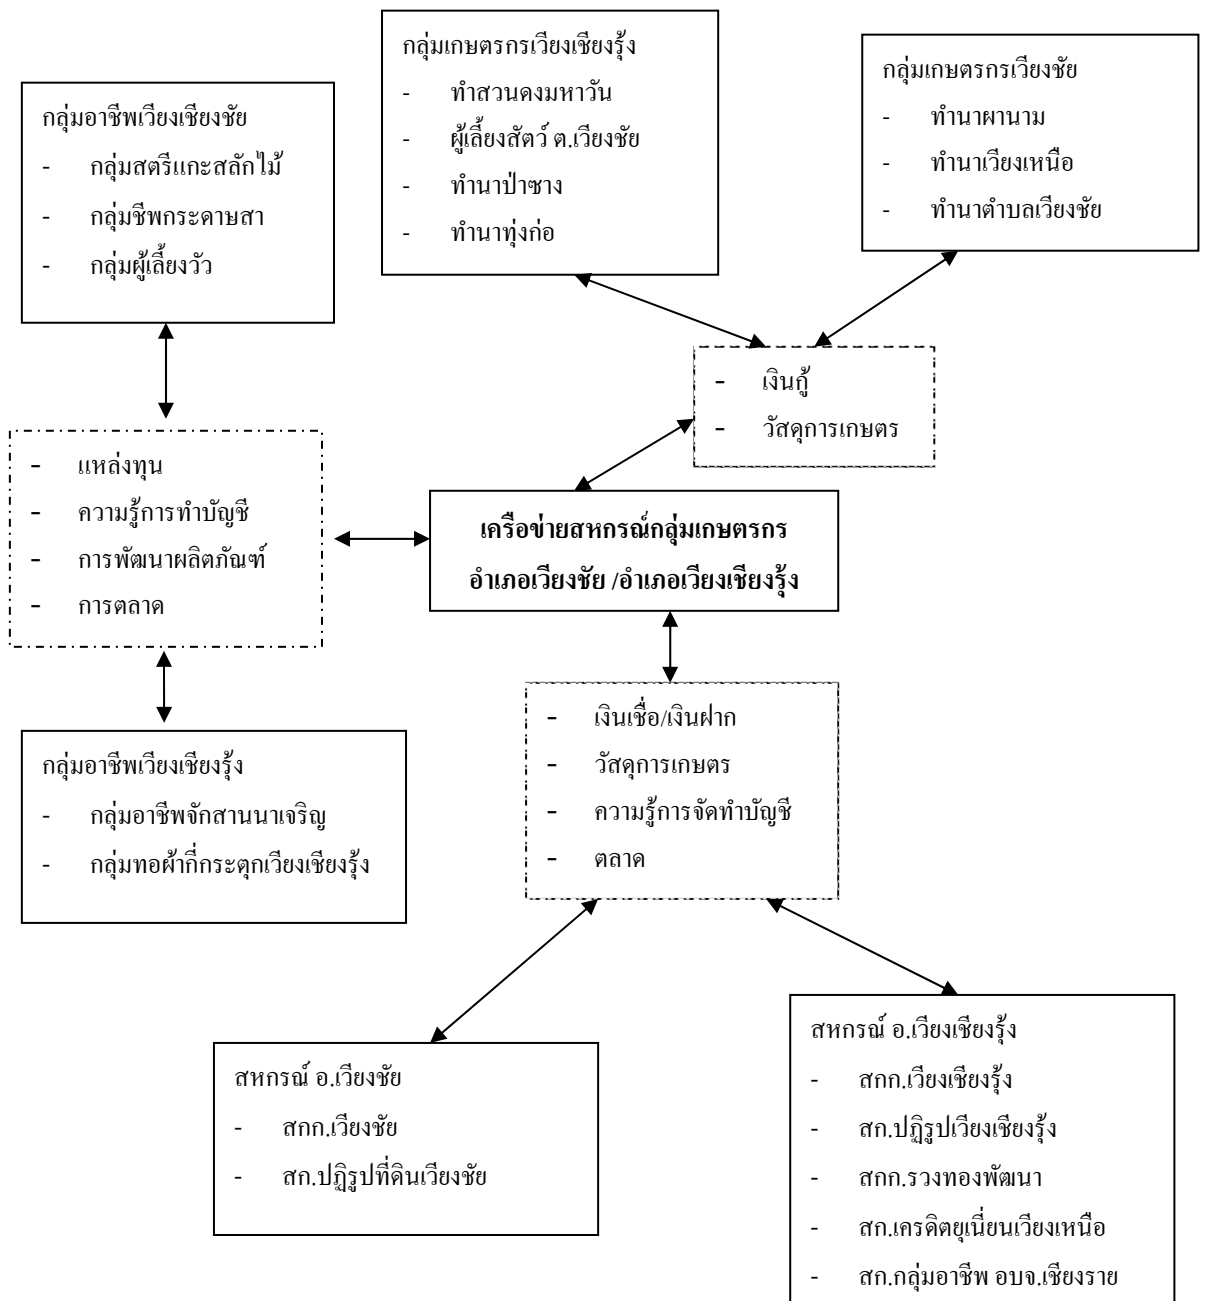 กลุ่มเกษตรกรเวียงเชียงรุ้ง
- ทำสวนดงมหาวัน
- ผู้เลี้ยงสัตว์ ต.เวียงชัย
- ทำนาป่าซาง
- ทำนาทุ่งก่อ
กลุ่มเกษตรกรเวียงชัย
- ทำนาผานาม
- ทำนาเวียงเหนือ
- ทำนาตำบลเวียงชัย
กลุ่มอาชีพเวียงเชียงชัย
- กลุ่มสตรีแกะสลักไม้
- กลุ่มชีพกระดาษสา
- กลุ่มผู้เลี้ยงวัว
- เงินกู้
- วัสดุการเกษตร
- แหล่งทุน
- ความรู้การทำบัญชี
- การพัฒนาผลิตภัณฑ์
- การตลาด
เครือข่ายสหกรณ์กลุ่มเกษตรกร
อำเภอเวียงชัย /อำเภอเวียงเชียงรุ้ง
- เงินเชื่อ/เงินฝาก
- วัสดุการเกษตร
- ความรู้การจัดทำบัญชี
- ตลาด
กลุ่มอาชีพเวียงเชียงรุ้ง
- กลุ่มอาชีพจักสานนาเจริญ
- กลุ่มทอผ้ากี่กระตุกเวียงเชียงรุ้ง
สหกรณ์ อ.เวียงชัย
- สกก.เวียงชัย
- สก.ปฏิรูปที่ดินเวียงชัย
สหกรณ์ อ.เวียงเชียงรุ้ง
- สกก.เวียงเชียงรุ้ง
- สก.ปฏิรูปเวียงเชียงรุ้ง
- สกก.รวงทองพัฒนา
- สก.เครดิตยุเนี่ยนเวียงเหนือ
- สก.กลุ่มอาชีพ อบจ.เชียงราย